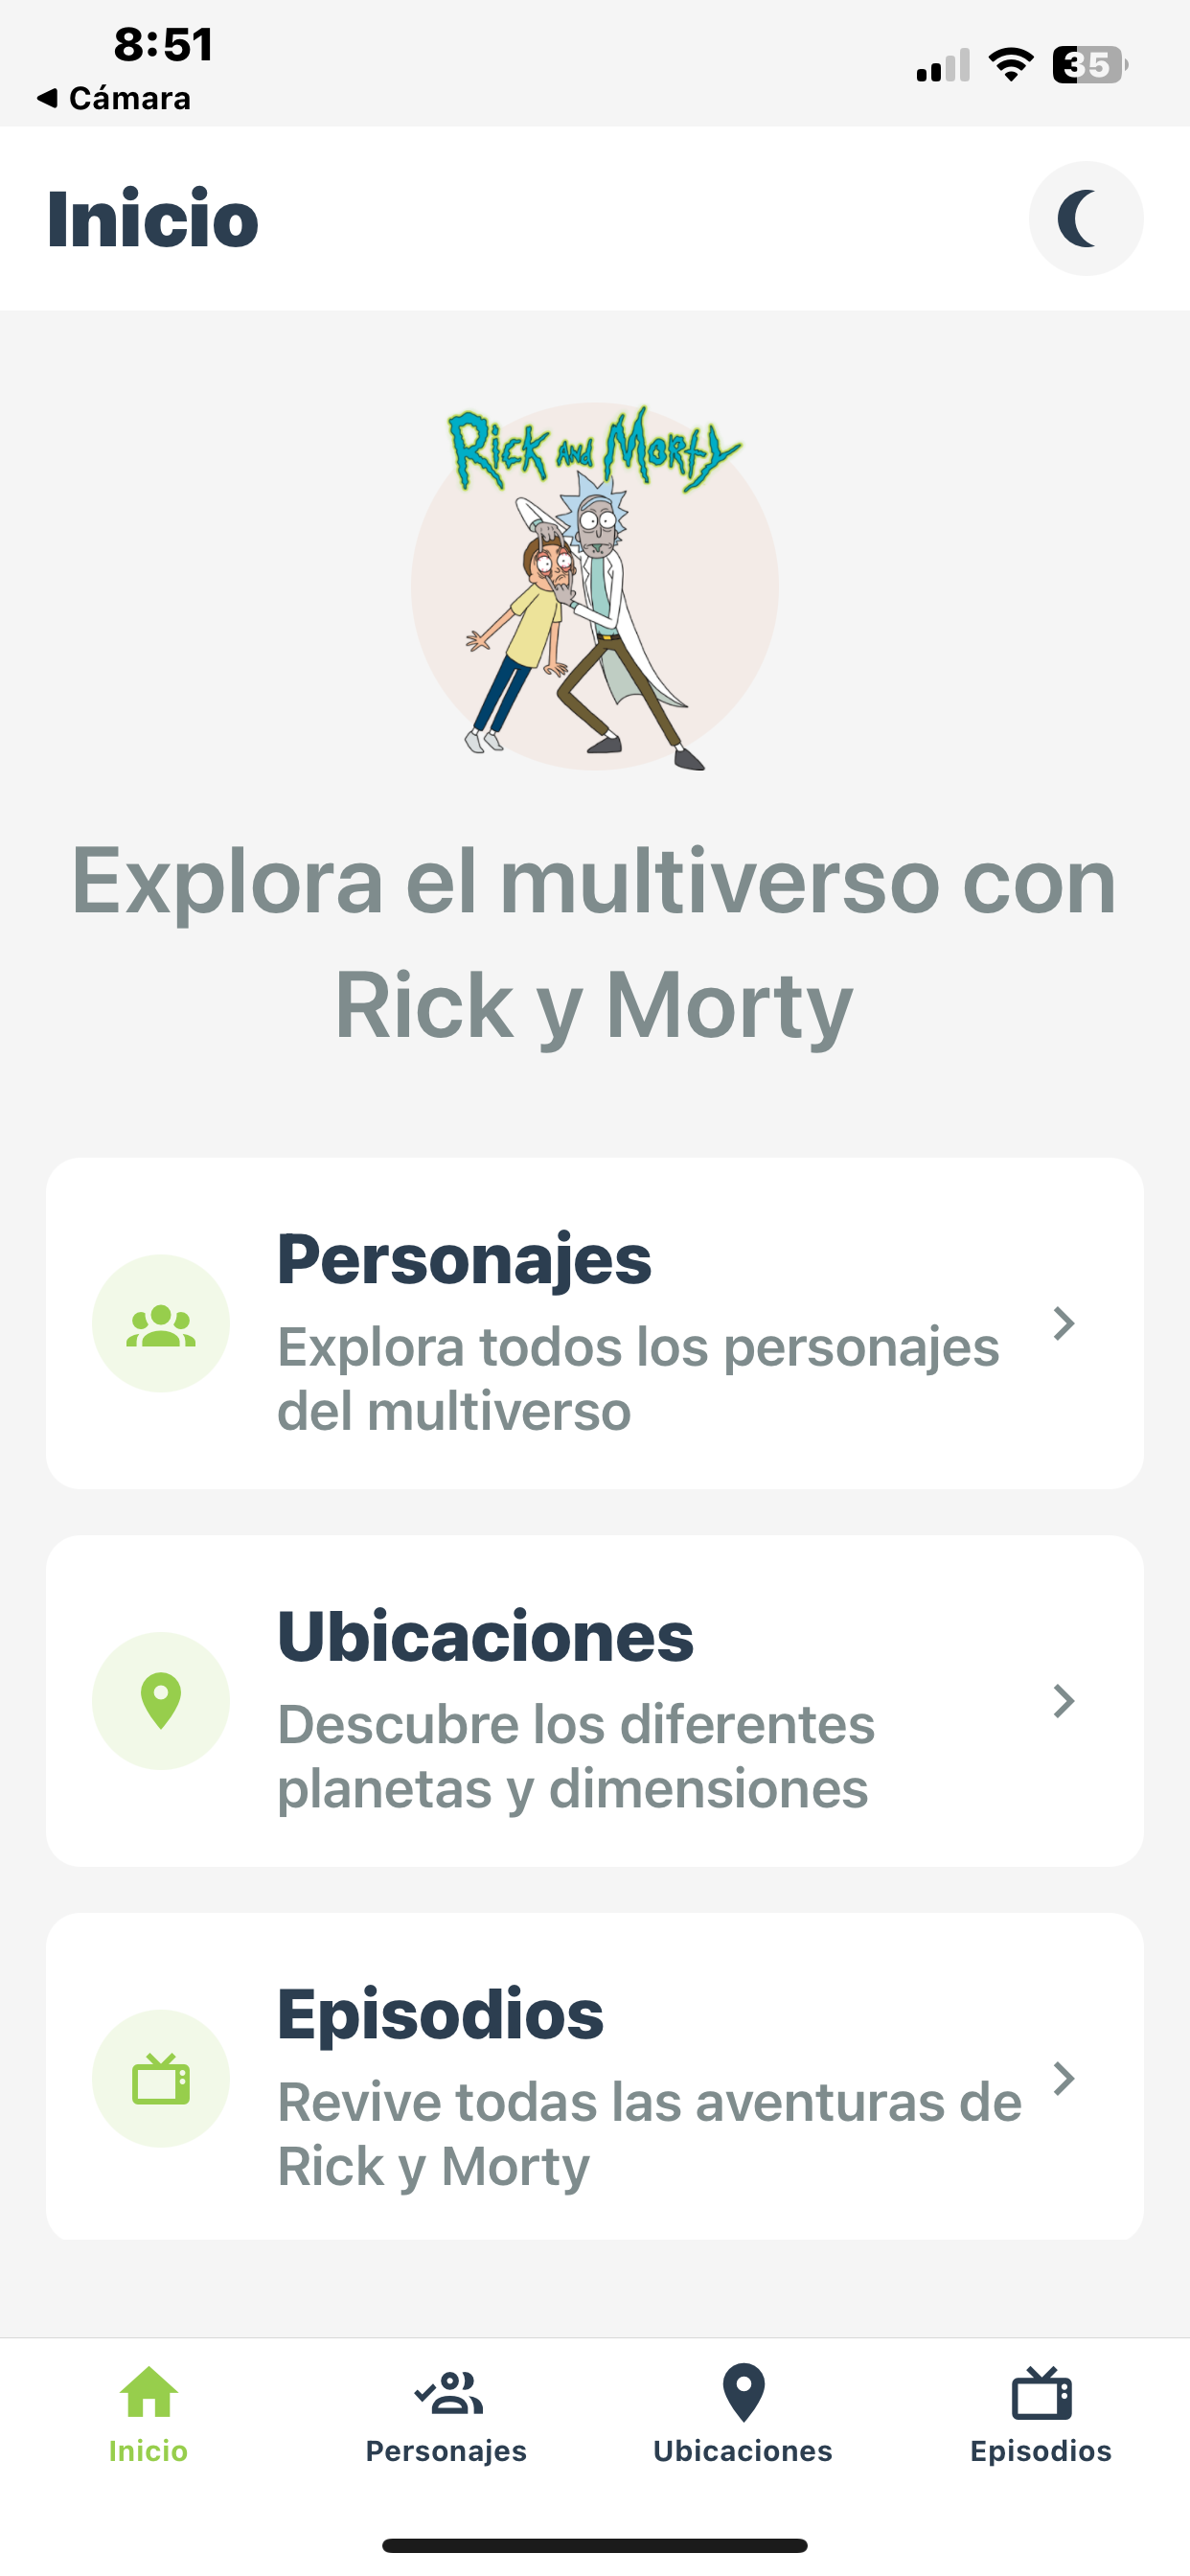 8:51
Cámara
35
Inicio
Rick and Morty
Explora el multiverso con
Rick y Morty
Personajes
Explora todos los personajes
del multiverso
Ubicaciones
Descubre los diferentes
planetas y dimensiones
Episodios
Revive todas las aventuras de
Rick y Morty
Inicio
Personajes
Ubicaciones
Episodios